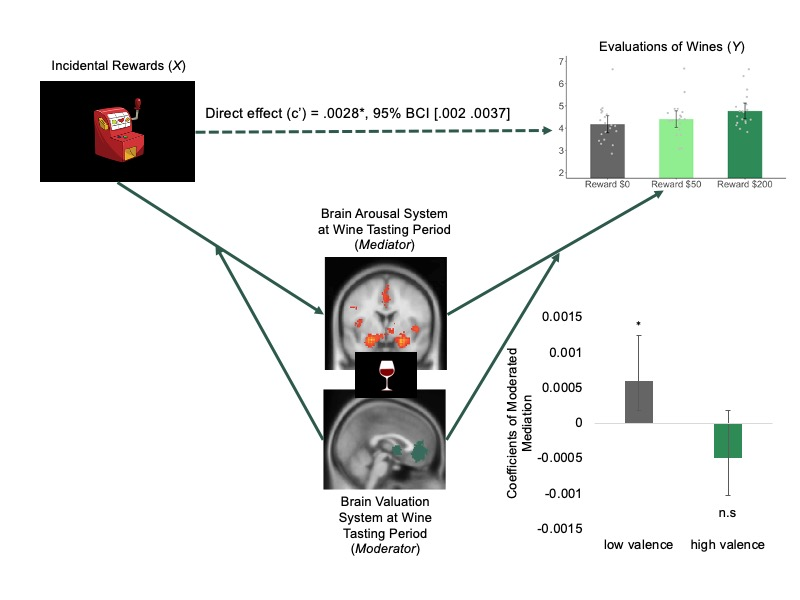 Evaluations of Wines (Y)
Incidental Rewards (X)
Direct effect (c') = .0028*, 95% BCI [.002 .0037]
7
6
5
4
3
2
Reward $0
Reward $50
Reward $200
Brain Arousal System
at Wine Tasting Period
(Mediator)
Brain Valuation
System at Wine
Tasting Period
(Moderator)
Coefficients of Moderated
Mediation
0.0015
0.001
0.0005
0
-0.0005
-0.001
-0.0015
*
n.s
low valence
high valence